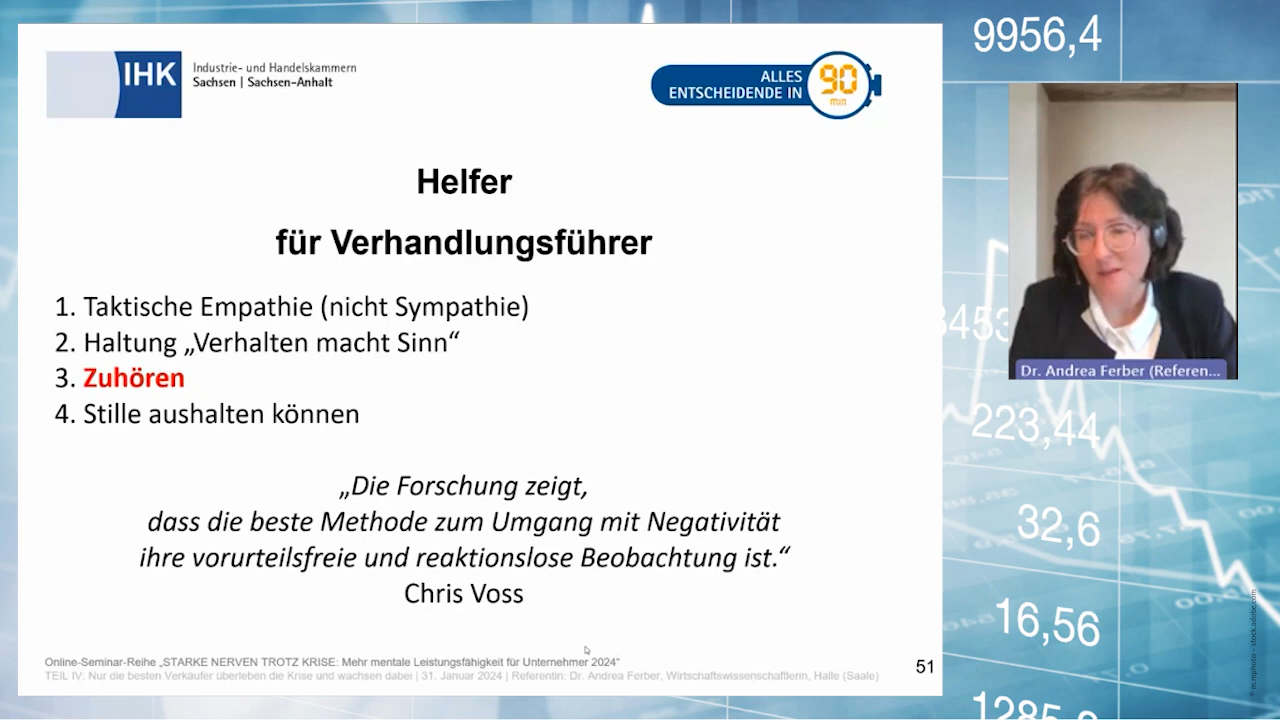 IHK
Industrie- und Handelskammern
Sachsen | Sachsen-Anhalt
ALLES
ENTSCHEIDENDE IN
90
min
Helfer
für Verhandlungsführer
1. Taktische Empathie (nicht Sympathie)
2. Haltung „Verhalten macht Sinn“
3. Zuhören
4. Stille aushalten können
„Die Forschung zeigt,
dass die beste Methode zum Umgang mit Negativität
ihre vorurteilsfreie und reaktionslose Beobachtung ist.“
Chris Voss
Online-Seminar-Reihe „STARKE NERVEN TROTZ KRISE: Mehr mentale Leistungsfähigkeit für Unternehmer 2024“
TEIL IV: Nur die besten Verkäufer überleben die Krise und wachsen dabei | 31. Januar 2024 | Referentin: Dr. Andrea Ferber, Wirtschaftswissenschaftlerin, Halle (Saale)
51
9956,4
Dr. Andrea Ferber (Referen...
223,44
32,6
16,56
© m.mphoto - stock.adobe.com